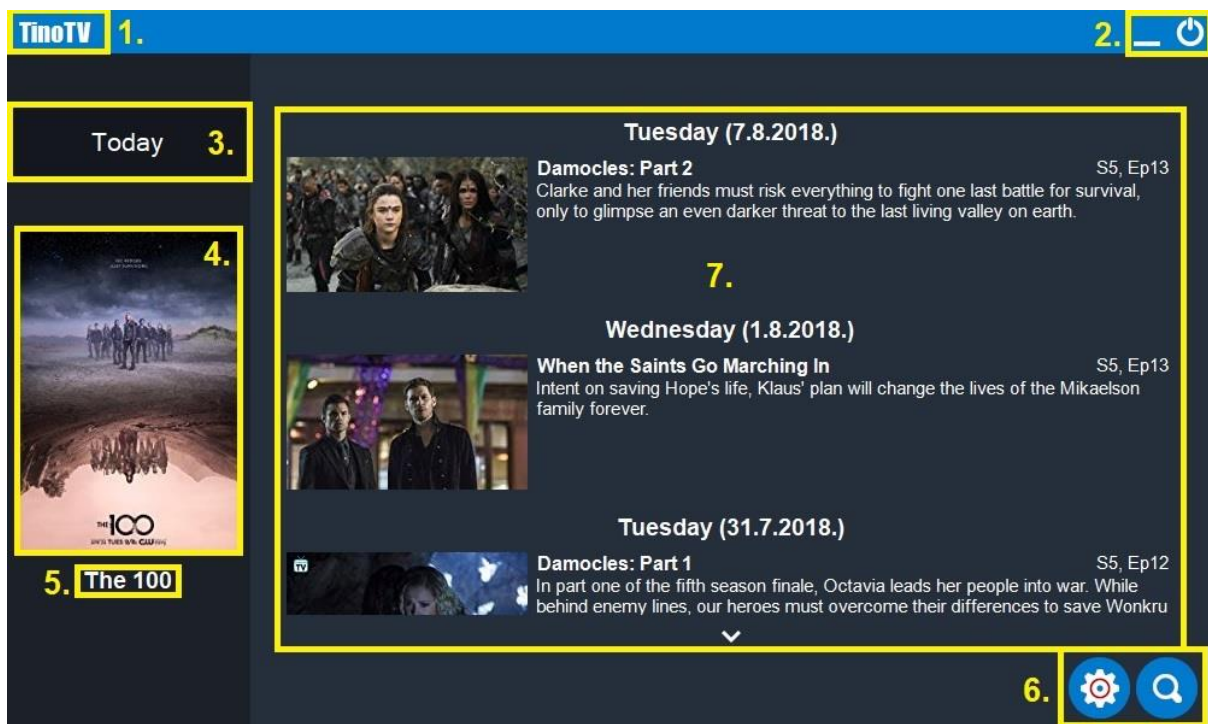 TinoTV
1.
2.
Today
3.
4.
THE
100
5.
The 100
Tuesday (7.8.2018.)
Damocles: Part 2
S5, Ep13
Clarke and her friends must risk everything to fight one last battle for survival,
only to glimpse an even darker threat to the last living valley on earth.
7.
Wednesday (1.8.2018.)
When the Saints Go Marching In
S5, Ep13
Intent on saving Hope's life, Klaus' plan will change the lives of the Mikaelson
family forever.
Tuesday (31.7.2018.)
TV
Damocles: Part 1
S5, Ep12
In part one of the fifth season finale, Octavia leads her people into war. While
behind enemy lines, our heroes must overcome their differences to save Wonkru
6.